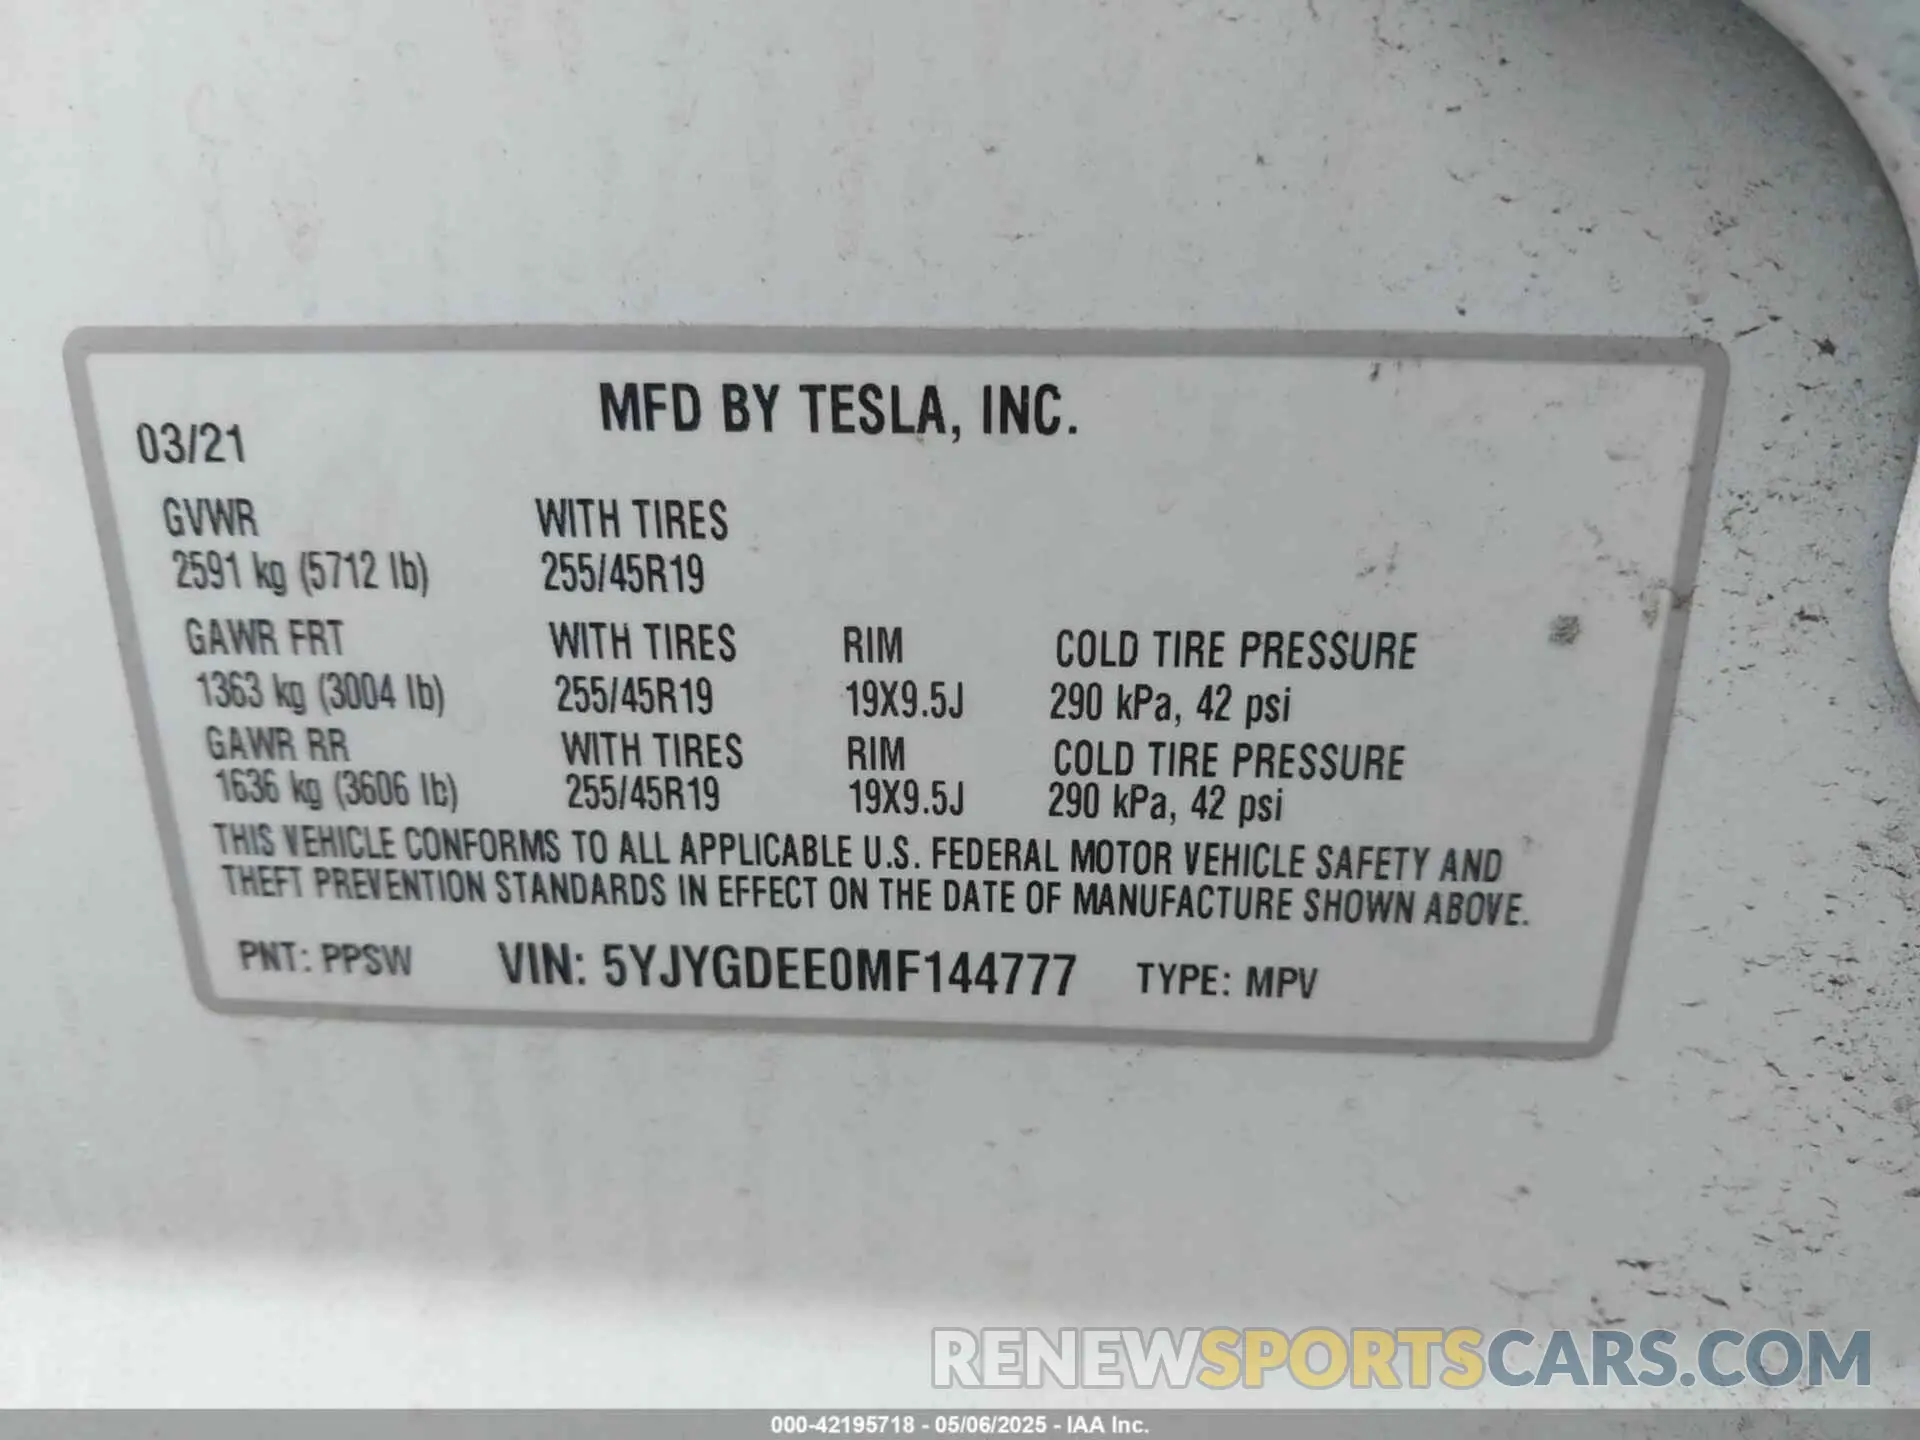 MFD BY TESLA, INC.
03/21
GVWR WITH TIRES
2591 kg (5712 lb) 255/45R19
GAWR FRT WITH TIRES RIM COLD TIRE PRESSURE
1363 kg (3004 lb) 255/45R19 19X9.5J 290 kPa, 42 psi
GAWR RR WITH TIRES RIM COLD TIRE PRESSURE
1636 kg (3606 lb) 255/45R19 19X9.5J 290 kPa, 42 psi
THIS VEHICLE CONFORMS TO ALL APPLICABLE U.S. FEDERAL MOTOR VEHICLE SAFETY AND
THEFT PREVENTION STANDARDS IN EFFECT ON THE DATE OF MANUFACTURE SHOWN ABOVE.
PNT: PPSW VIN: 5YJYGDEE0MF144777 TYPE: MPV
RENEWSPORTSCARS.COM
000-42195718 - 05/06/2025 - IAA Inc.